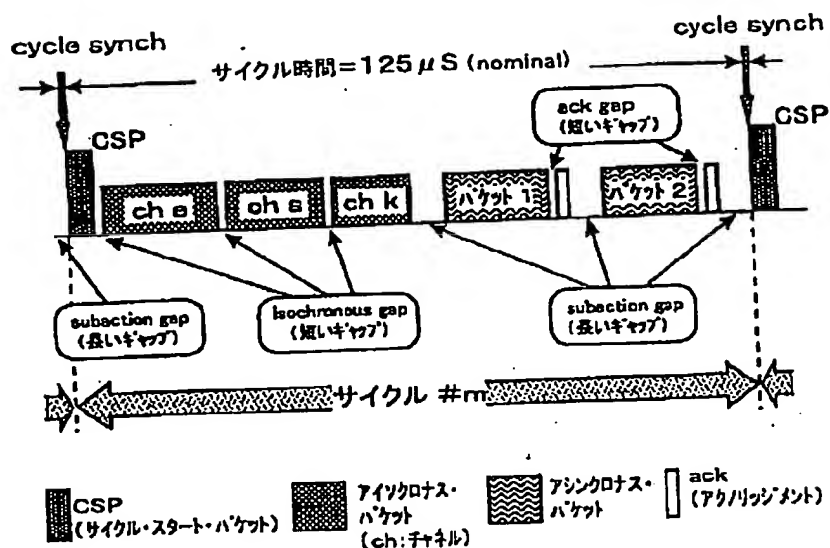 cycle synch
cycle synch
サイクル時間=125μS (nominal)
CSP
ack gap
(短いギャップ)
CSP
ch e
ch s
ch k
パケット 1
パケット 2
subaction gap
(長いギャップ)
isochronous gap
(短いギャップ)
subaction gap
(長いギャップ)
サイクル #m
CSP
(サイクル・スタート・パケット)
アイソクロナス・
パケット
(ch:チャネル)
アシンクロナス・
パケット
ack
(アクノリッジメント)